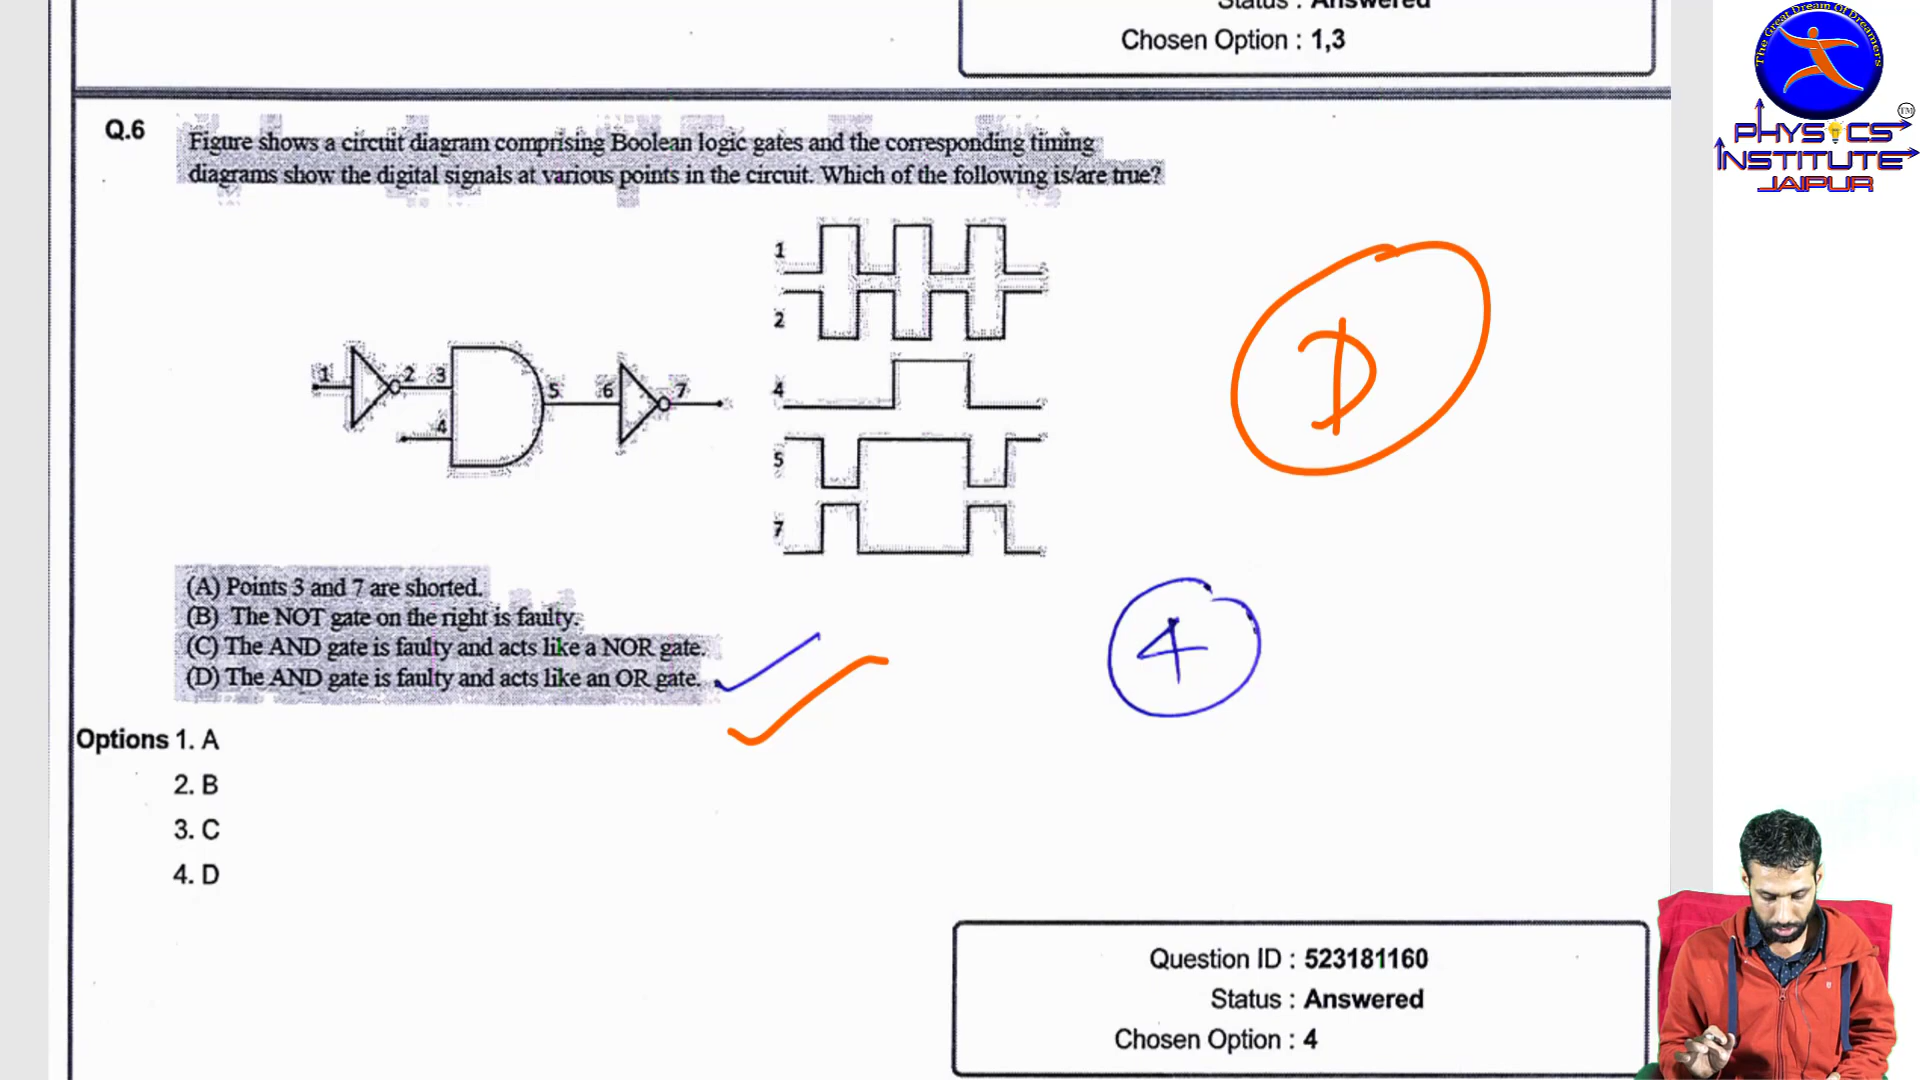 Status : Answered
Chosen Option : 1,3
The Great Dream Of Dreamers
TM
PHYSICS
INSTITUTE
JAIPUR
Q.6
Figure shows a circuit diagram comprising Boolean logic gates and the corresponding timing
diagrams show the digital signals at various points in the circuit. Which of the following is/are true?
1
2
4
5
7
1 2 3 4 5 6 7
D
(A) Points 3 and 7 are shorted.
(B) The NOT gate on the right is faulty.
(C) The AND gate is faulty and acts like a NOR gate.
(D) The AND gate is faulty and acts like an OR gate.
4
Options 1. A
2. B
3. C
4. D
Question ID : 523181160
Status : Answered
Chosen Option : 4